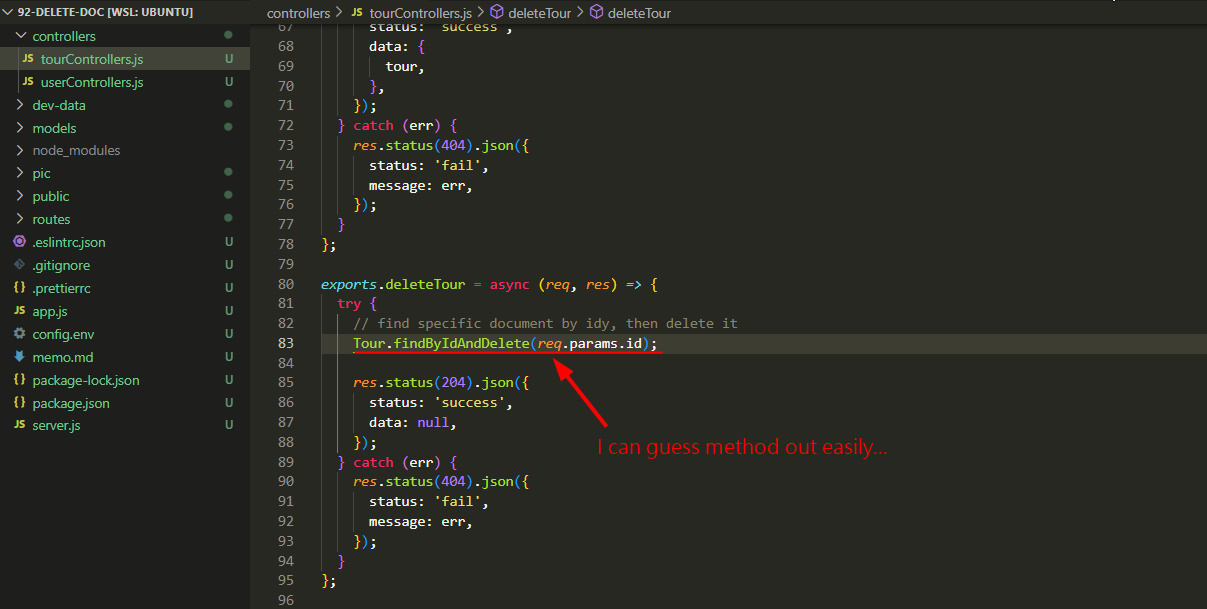 92-DELETE-DOC [WSL: UBUNTU]
controllers
tourControllers.js U
userControllers.js U
dev-data
models
node_modules
pic
public
routes
.eslintrc.json U
.gitignore U
.prettierrc U
app.js U
config.env U
memo.md U
package-lock.json U
package.json U
server.js U
controllers > JS tourControllers.js > deleteTour > deleteTour
67 status: 'success',
68 data: {
69 tour,
70 },
71 });
72 } catch (err) {
73 res.status(404).json({
74 status: 'fail',
75 message: err,
76 });
77 }
78 };
79
80 exports.deleteTour = async (req, res) => {
81 try {
82 // find specific document by idy, then delete it
83 Tour.findByIdAndDelete(req.params.id);
84
85 res.status(204).json({
86 status: 'success',
87 data: null,
88 });
89 } catch (err) {
90 res.status(404).json({
91 status: 'fail',
92 message: err,
93 });
94 }
95 };
96
I can guess method out easily...